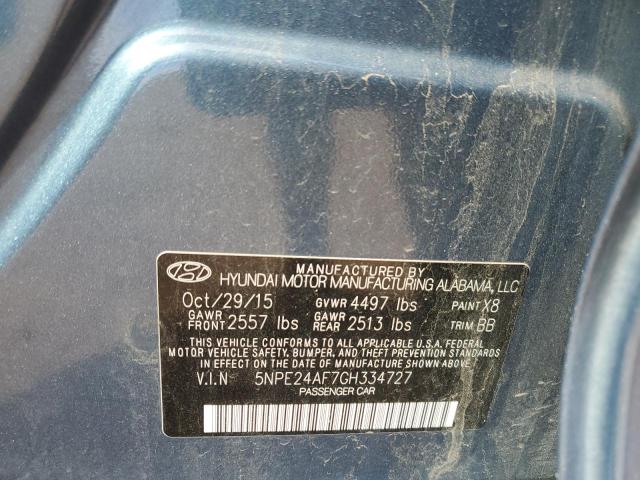 MANUFACTURED BY
HYUNDAI MOTOR MANUFACTURING ALABAMA, LLC
Oct/29/15 GVWR 4497 lbs PAINT X8
GAWR FRONT 2557 lbs GAWR REAR 2513 lbs TRIM BB
THIS VEHICLE CONFORMS TO ALL APPLICABLE U.S.A. FEDERAL
MOTOR VEHICLE SAFETY, BUMPER, AND THEFT PREVENTION STANDARDS
IN EFFECT ON THE DATE OF MANUFACTURE SHOWN ABOVE.
V.I.N 5NPE24AF7GH334727
PASSENGER CAR